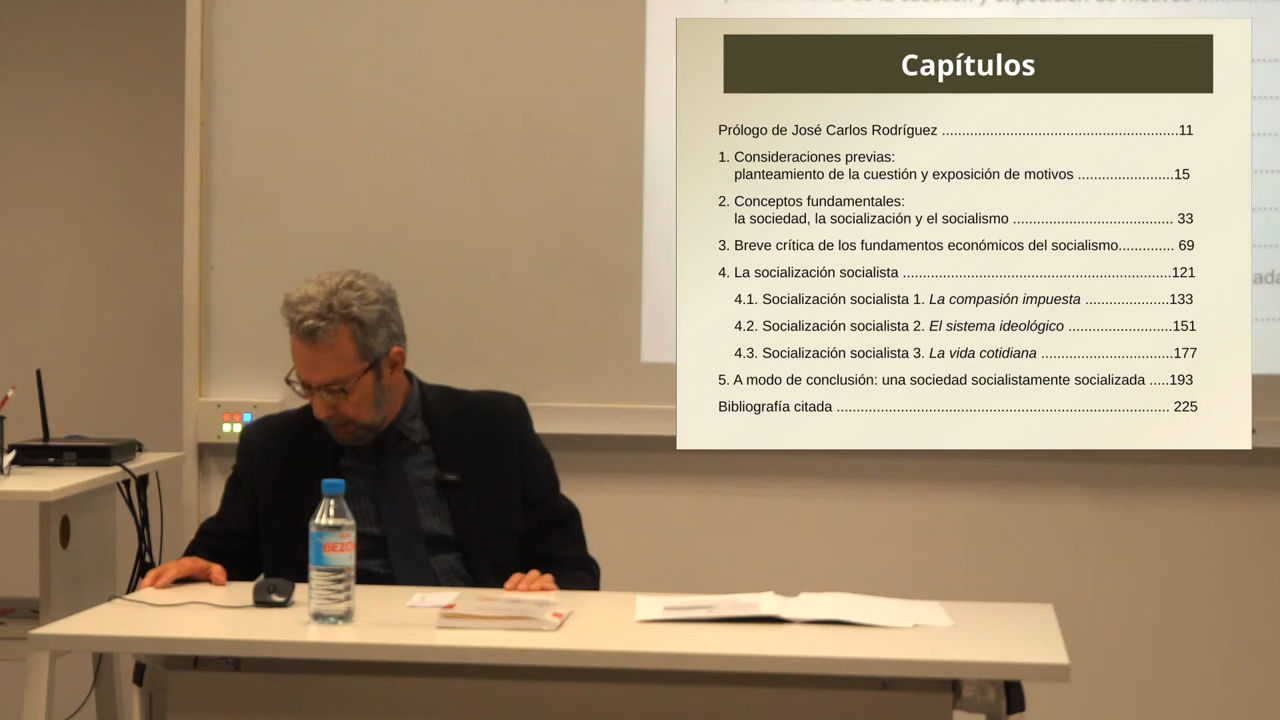 Capítulos
Prólogo de José Carlos Rodríguez ...........................................................11
1. Consideraciones previas:
planteamiento de la cuestión y exposición de motivos ........................15
2. Conceptos fundamentales:
la sociedad, la socialización y el socialismo ........................................ 33
3. Breve crítica de los fundamentos económicos del socialismo.............. 69
4. La socialización socialista ...................................................................121
4.1. Socialización socialista 1. La compasión impuesta .....................133
4.2. Socialización socialista 2. El sistema ideológico ..........................151
4.3. Socialización socialista 3. La vida cotidiana ................................177
5. A modo de conclusión: una sociedad socialistamente socializada .....193
Bibliografía citada ................................................................................... 225